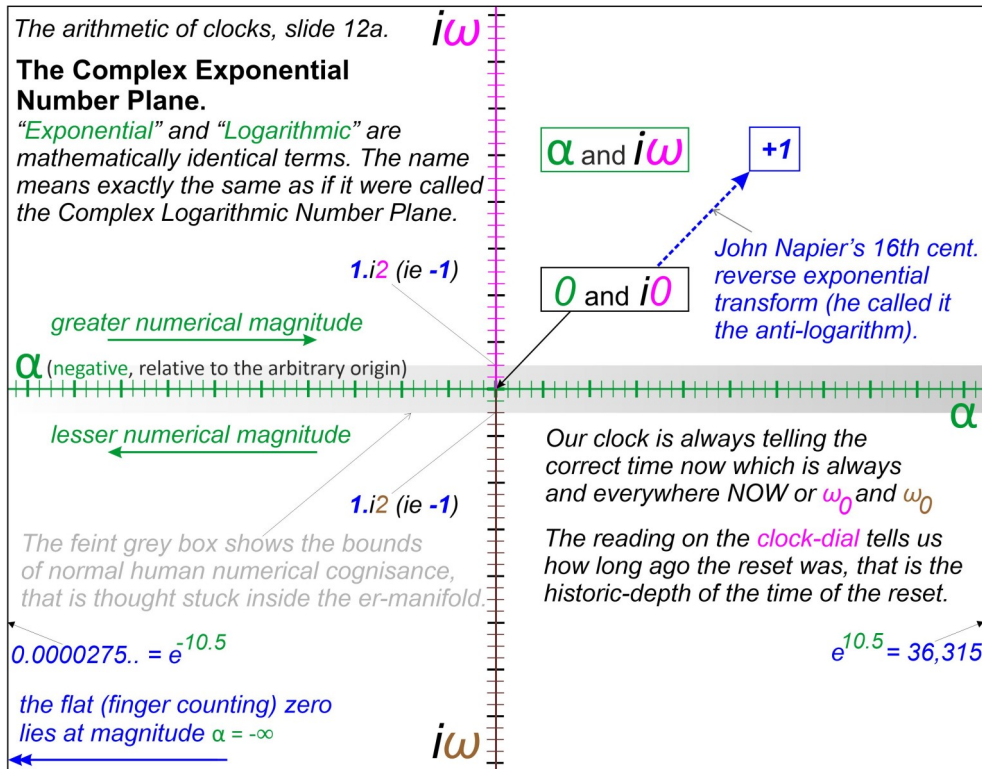 The arithmetic of clocks, slide 12a.
iω
The Complex Exponential
Number Plane.
“Exponential” and “Logarithmic” are
mathematically identical terms. The name
means exactly the same as if it were called
the Complex Logarithmic Number Plane.
α and iω
+1
John Napier’s 16th cent.
reverse exponential
transform (he called it
the anti-logarithm).
1.i2 (ie -1)
0 and i0
greater numerical magnitude
α (negative, relative to the arbitrary origin)
α
lesser numerical magnitude
1.i2 (ie -1)
Our clock is always telling the
correct time now which is always
and everywhere NOW or ω0 and ω0
The reading on the clock-dial tells us
how long ago the reset was, that is the
historic-depth of the time of the reset.
The feint grey box shows the bounds
of normal human numerical cognisance,
that is thought stuck inside the er-manifold.
0.0000275.. = e^-10.5
e^10.5 = 36,315
the flat (finger counting) zero
lies at magnitude α = -∞
iω